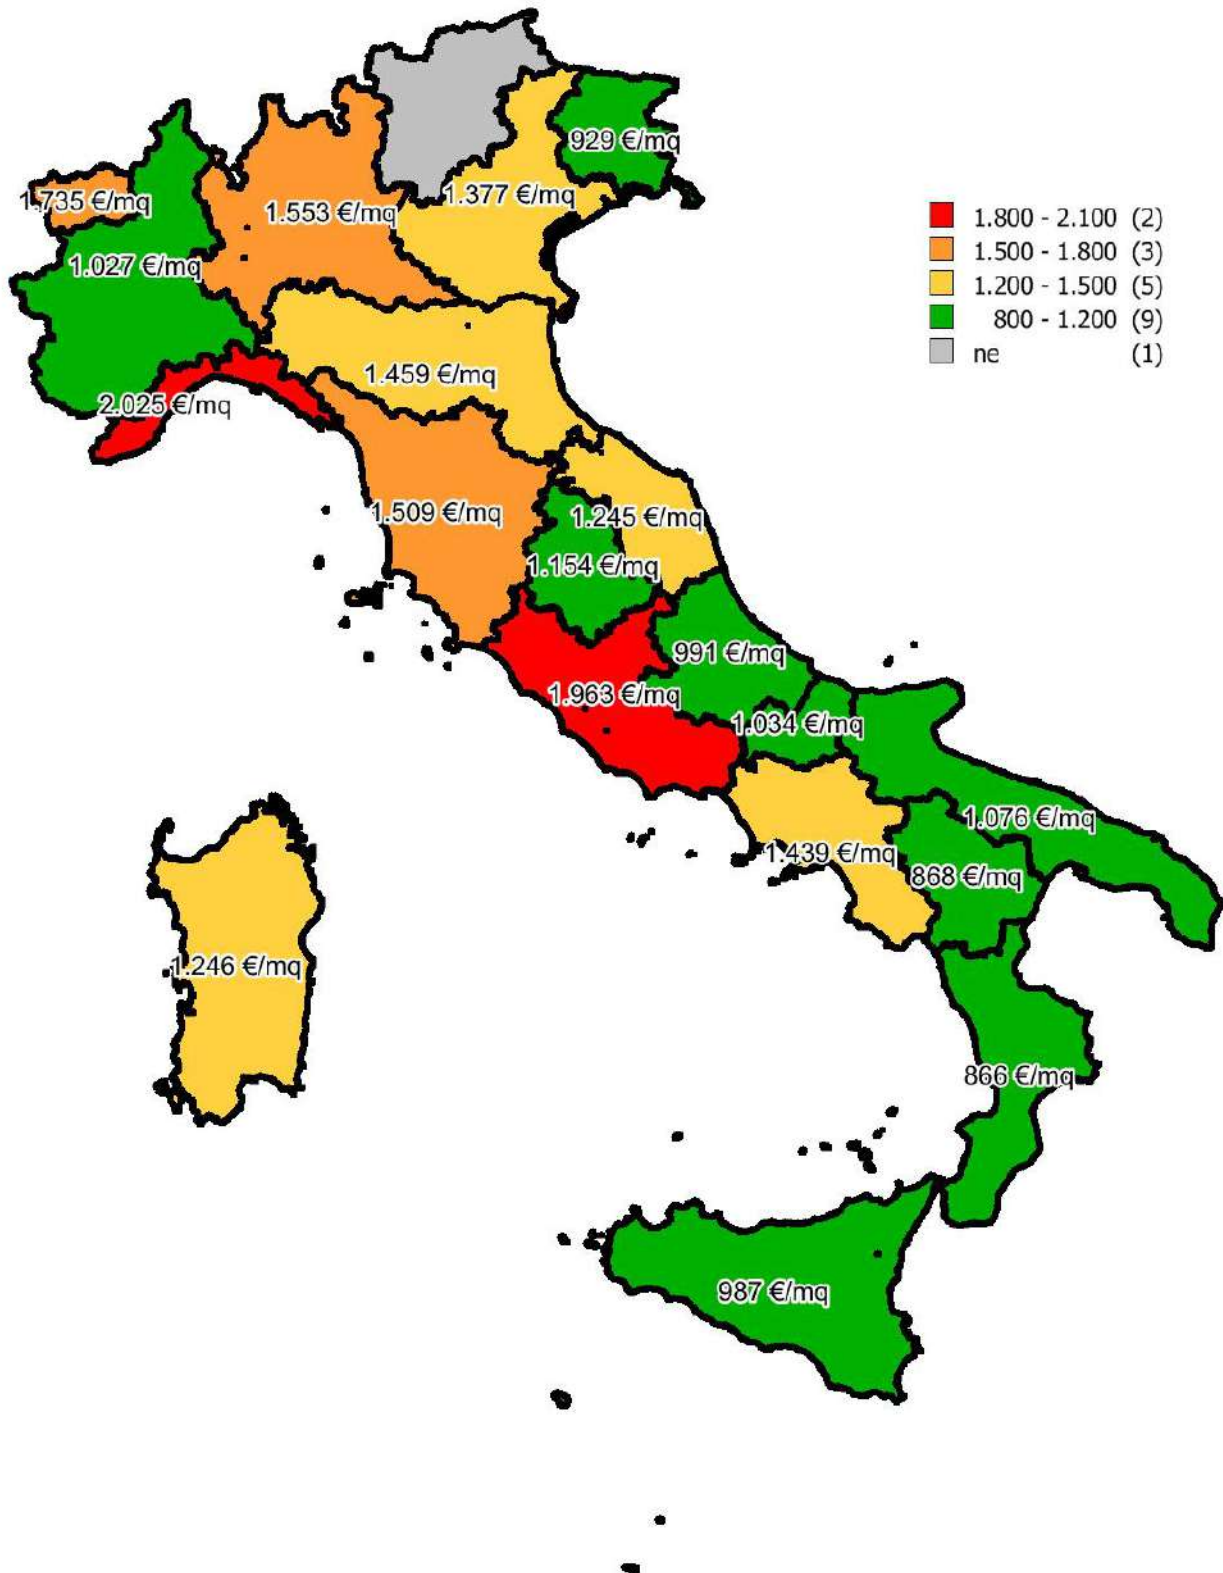 929 €/mq
1.735 €/mq
1.377 €/mq
1.553 €/mq
1.027 €/mq
1.800 - 2.100 (2)
1.500 - 1.800 (3)
1.200 - 1.500 (5)
800 - 1.200 (9)
ne (1)
1.459 €/mq
2.025 €/mq
1.509 €/mq
1.245 €/mq
1.154 €/mq
991 €/mq
1.963 €/mq
1.034 €/mq
1.076 €/mq
1.439 €/mq
868 €/mq
1.246 €/mq
866 €/mq
987 €/mq